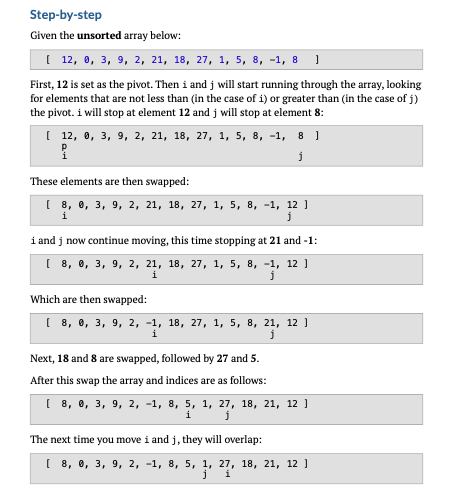 Step-by-step
Given the unsorted array below:
[ 12, 0, 3, 9, 2, 21, 18, 27, 1, 5, 8, -1, 8 ]
First, 12 is set as the pivot. Then i and j will start running through the array, looking
for elements that are not less than (in the case of i) or greater than (in the case of j)
the pivot. i will stop at element 12 and j will stop at element 8:
[ 12, 0, 3, 9, 2, 21, 18, 27, 1, 5, 8, -1, 8 ]
p
i j
These elements are then swapped:
[ 8, 0, 3, 9, 2, 21, 18, 27, 1, 5, 8, -1, 12 ]
i j
i and j now continue moving, this time stopping at 21 and -1:
[ 8, 0, 3, 9, 2, 21, 18, 27, 1, 5, 8, -1, 12 ]
i j
Which are then swapped:
[ 8, 0, 3, 9, 2, -1, 18, 27, 1, 5, 8, 21, 12 ]
i j
Next, 18 and 8 are swapped, followed by 27 and 5.
After this swap the array and indices are as follows:
[ 8, 0, 3, 9, 2, -1, 8, 5, 1, 27, 18, 21, 12 ]
i j
The next time you move i and j, they will overlap:
[ 8, 0, 3, 9, 2, -1, 8, 5, 1, 27, 18, 21, 12 ]
j i